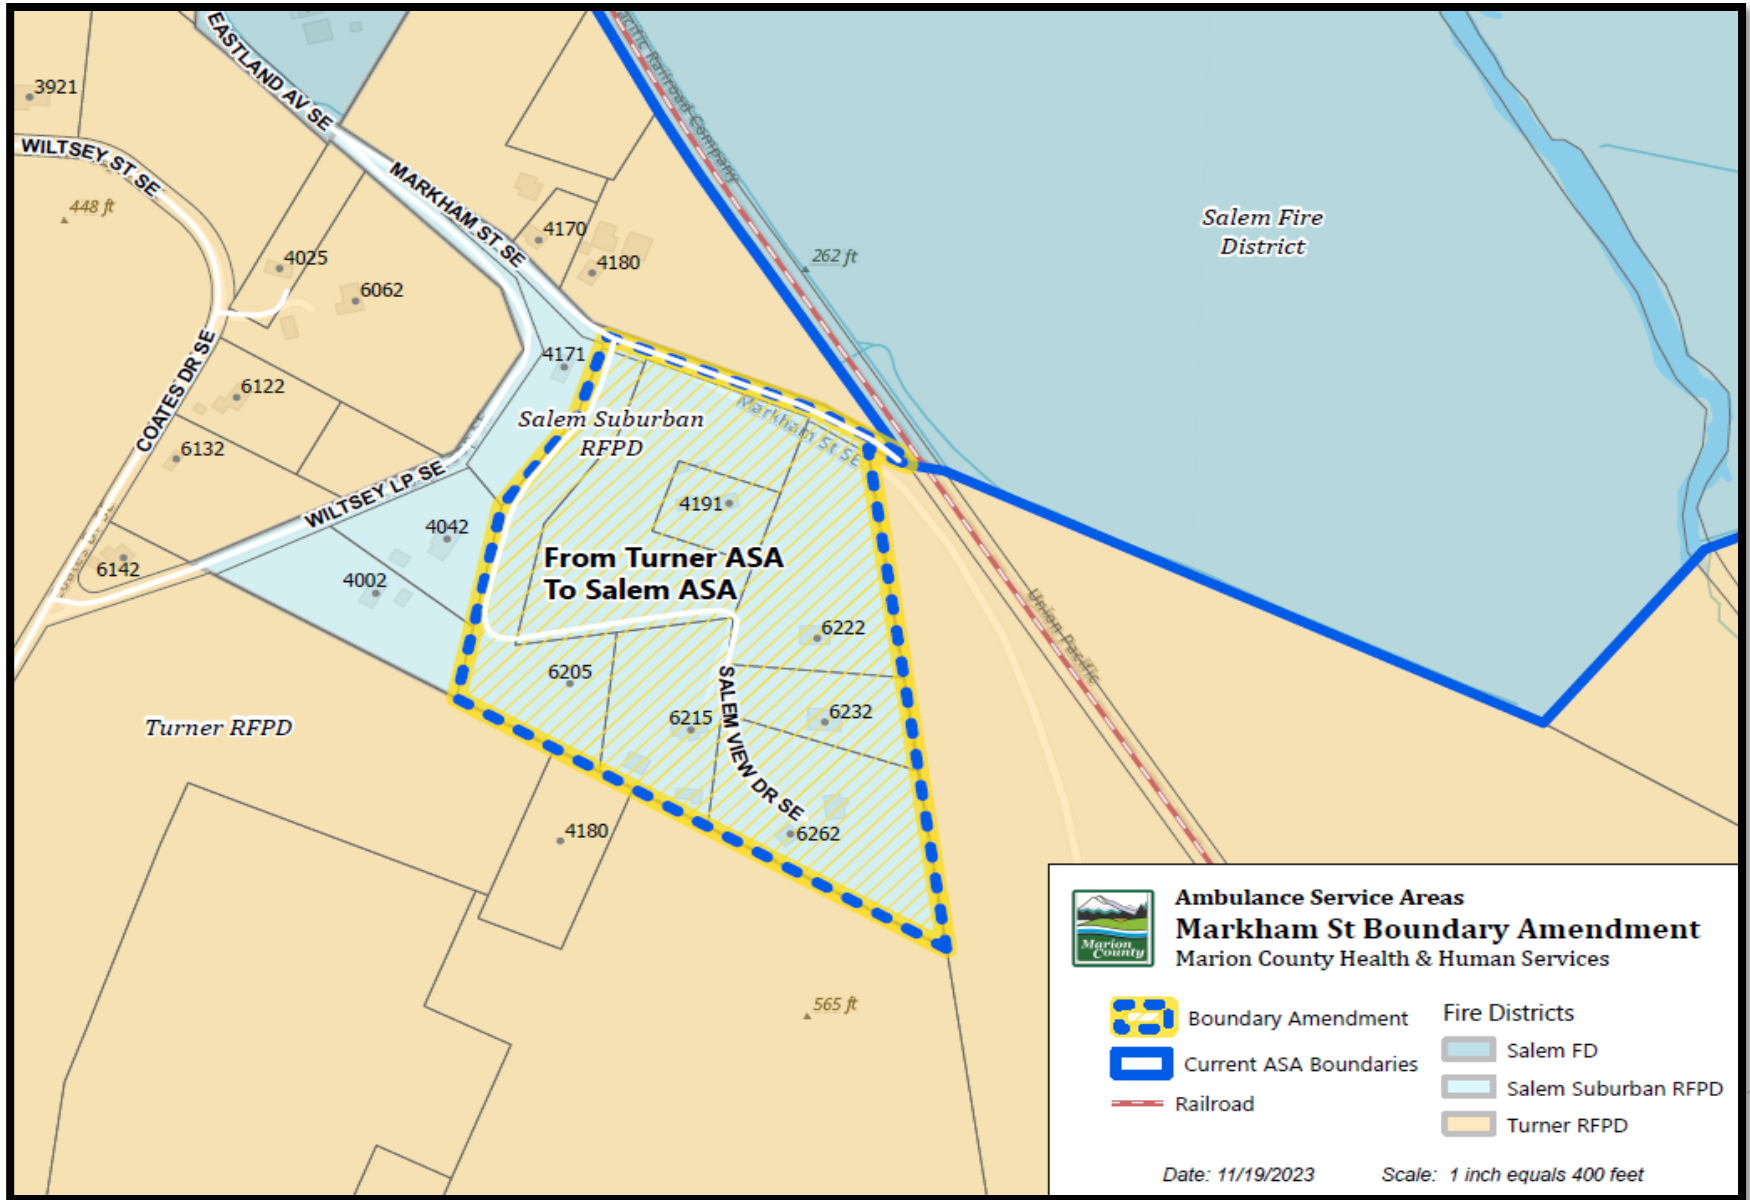 EASTLAND AV SE
Pacific Railroad Company
3921
WILTSEY ST SE
MARKHAM ST SE
448 ft
4170
Salem Fire
District
4025
4180
262 ft
6062
COATES DR SE
4171
6122
Salem Suburban
RFPD
Markham St SE
6132
WILTSEY LP SE
4191
4042
From Turner ASA
To Salem ASA
6142
4002
Union Pacific
6222
6205
SALEM VIEW DR SE
6215
6232
Turner RFPD
4180
6262
565 ft
Marion
County
Ambulance Service Areas
Markham St Boundary Amendment
Marion County Health & Human Services
Boundary Amendment
Current ASA Boundaries
Railroad
Fire Districts
Salem FD
Salem Suburban RFPD
Turner RFPD
Date: 11/19/2023
Scale: 1 inch equals 400 feet